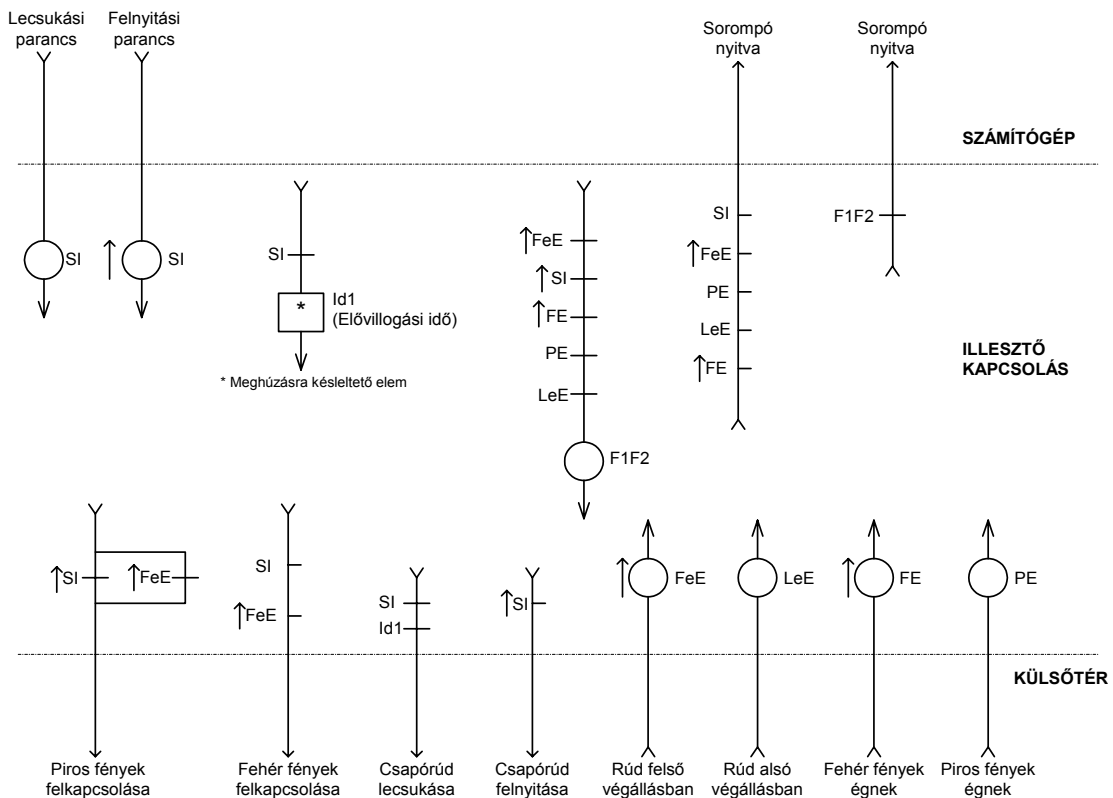 Lecsukási
parancs
Felnyitási
parancs
Sorompó
nyitva
Sorompó
nyitva
SZÁMÍTÓGÉP
SI
↑ SI
SI
*
Id1
(Elővillogási idő)
* Meghúzásra késleltető elem
↑FeE
↑SI
↑FE
PE
LeE
F1F2
SI
↑FeE
PE
LeE
↑FE
F1F2
ILLESZTŐ
KAPCSOLÁS
↑SI
↑FeE
SI
↑FeE
SI
Id1
↑SI
↑ FeE
LeE
↑ FE
PE
KÜLSŐTÉR
Piros fények
felkapcsolása
Fehér fények
felkapcsolása
Csapórúd
lecsukása
Csapórúd
felnyitása
Rúd felső
végállásban
Rúd alsó
végállásban
Fehér fények
égnek
Piros fények
égnek